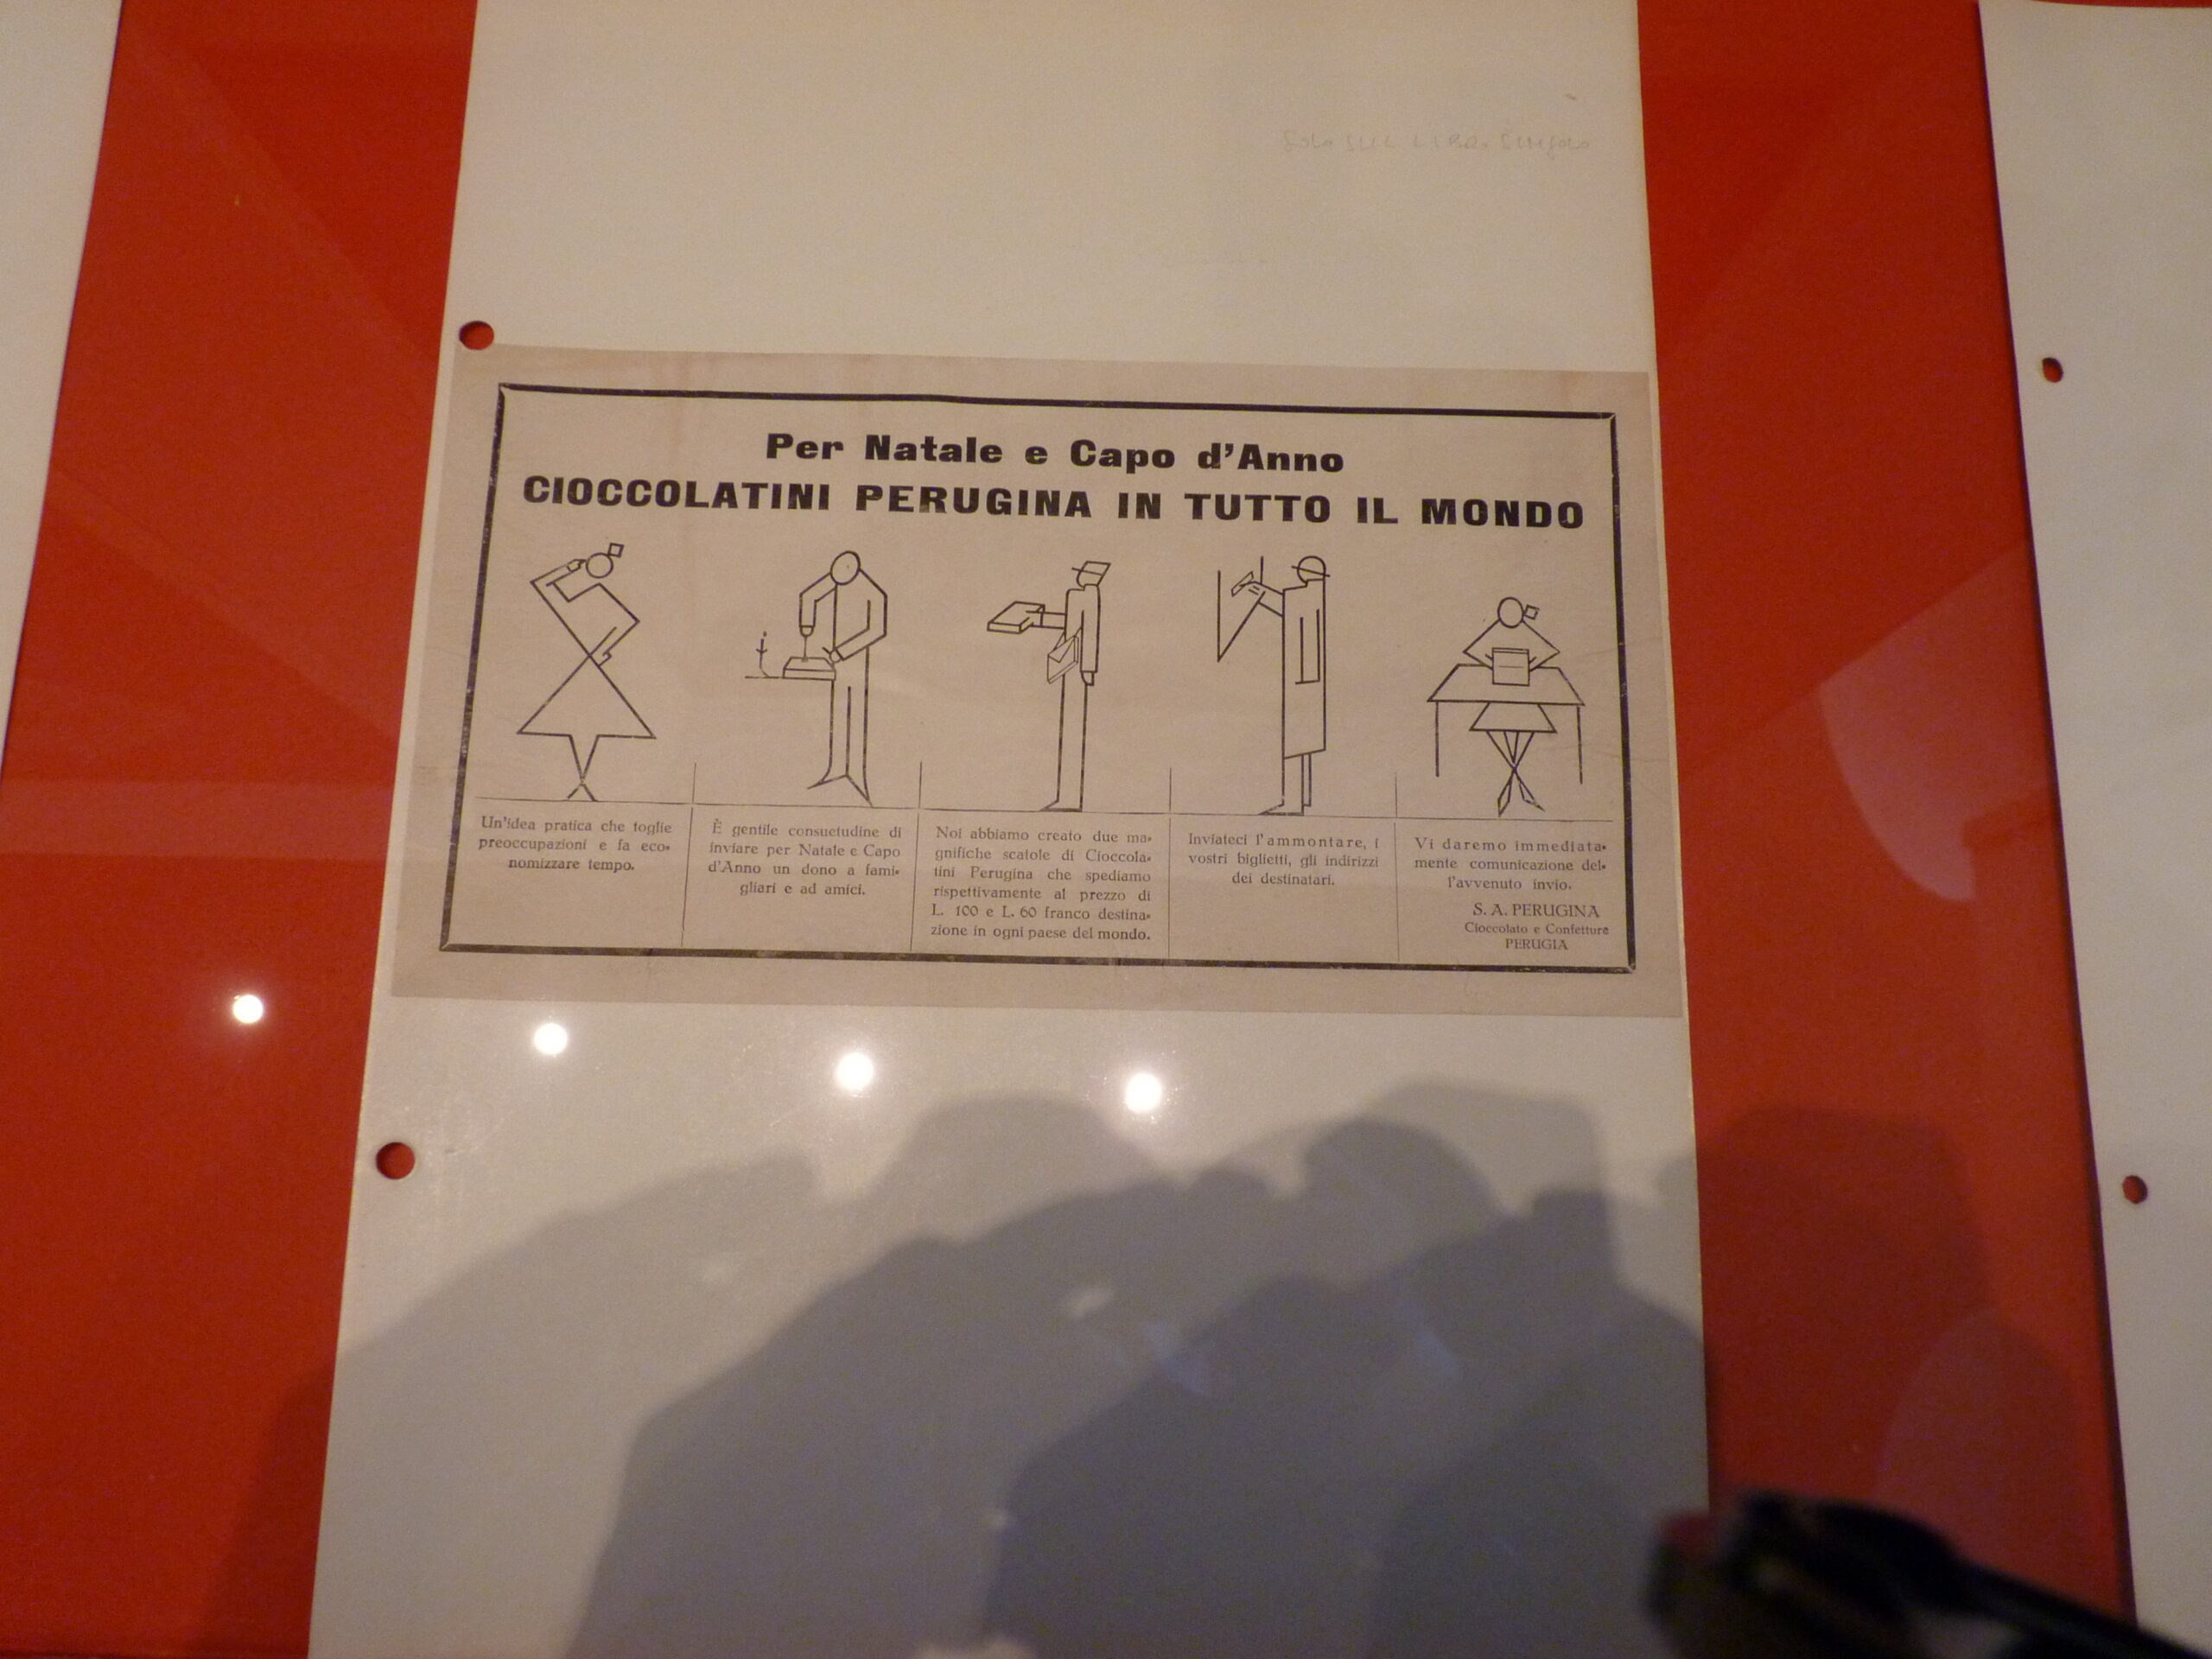 Per Natale e Capo d'Anno
CIOCCOLATINI PERUGINA IN TUTTO IL MONDO
Un'idea pratica che toglie
preoccupazioni e fa eco-
nomizzare tempo.
È gentile consuetudine di
inviare per Natale e Capo
d'Anno un dono a fami-
gliari e ad amici.
Noi abbiamo creato due ma-
gnifiche scatole di Cioccola-
tini Perugina che spediamo
rispettivamente al prezzo di
L. 100 e L. 60 franco destina-
zione in ogni paese del mondo.
Inviateci l'ammontare, i
vostri biglietti, gli indirizzi
dei destinatari.
Vi daremo immediata-
mente comunicazione del-
l'avvenuto invio.
S. A. PERUGINA
Cioccolato e Confetture
PERUGIA